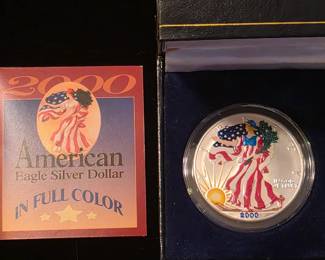 2000
American
Eagle Silver Dollar
IN FULL COLOR
2000